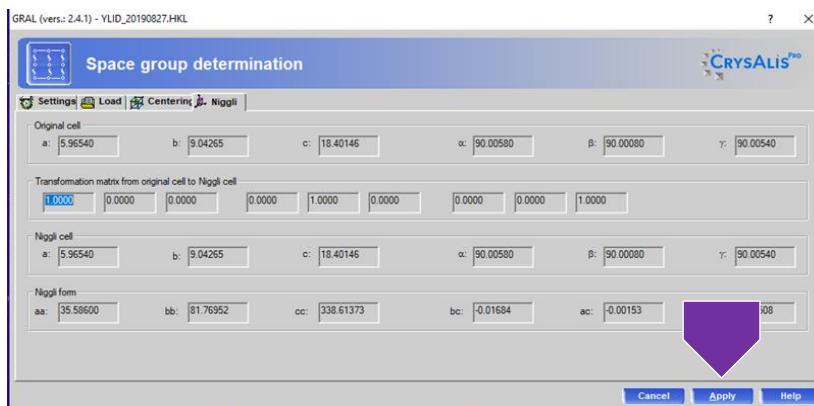 GRAL (vers.: 2.4.1) - YLID_20190827.HKL ? X
Space group determination CRYSALIS PRO
Settings Load Centering Niggli
Original cell
a: 5.96540 b: 9.04265 c: 18.40146 α: 90.00580 β: 90.00080 γ: 90.00540
Transformation matrix from original cell to Niggli cell
1.0000 0.0000 0.0000 0.0000 1.0000 0.0000 0.0000 0.0000 1.0000
Niggli cell
a: 5.96540 b: 9.04265 c: 18.40146 α: 90.00580 β: 90.00080 γ: 90.00540
Niggli form
aa: 35.58600 bb: 81.76952 cc: 338.61373 bc: -0.01684 ac: -0.00153
Cancel Apply Help